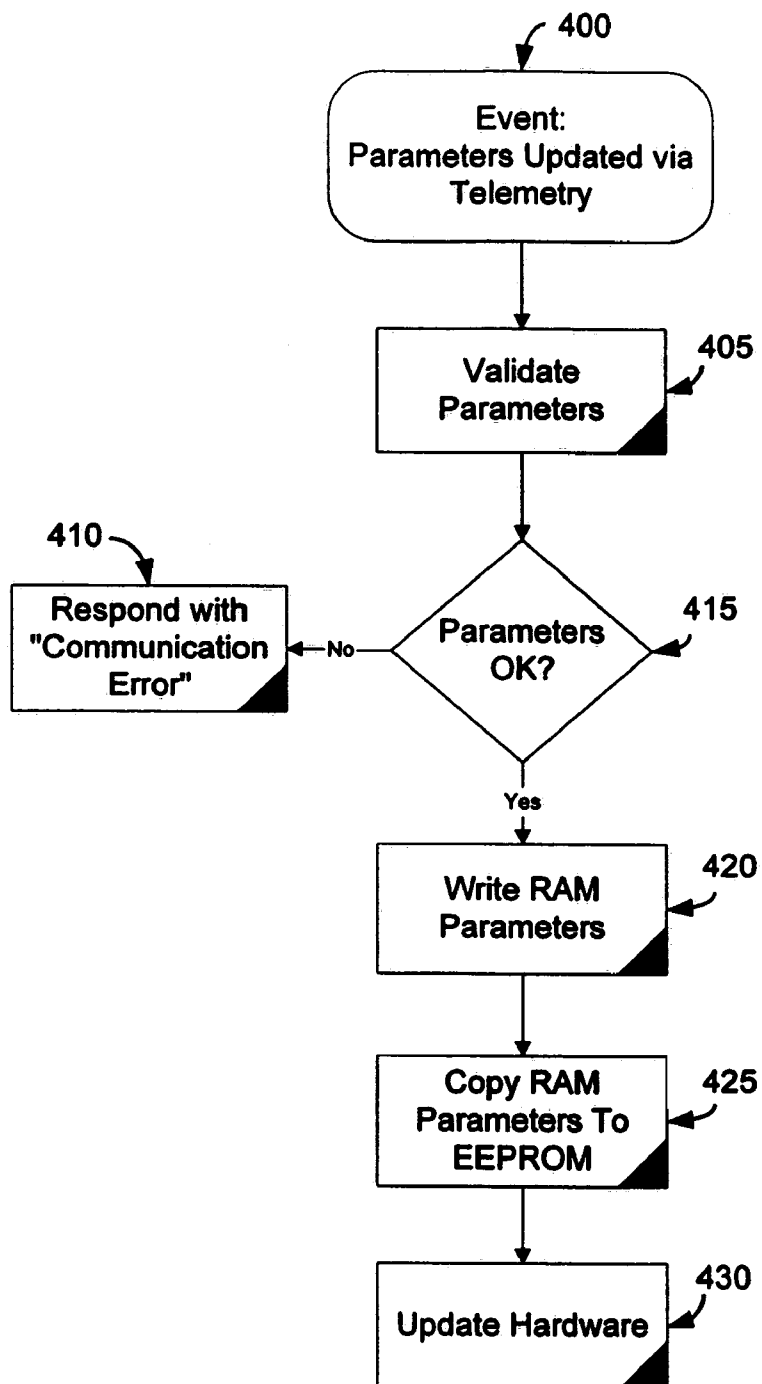 400
Event:
Parameters Updated via
Telemetry
405
Validate
Parameters
410
Respond with
"Communication
Error"
No
Parameters
OK?
415
Yes
420
Write RAM
Parameters
425
Copy RAM
Parameters To
EEPROM
430
Update Hardware